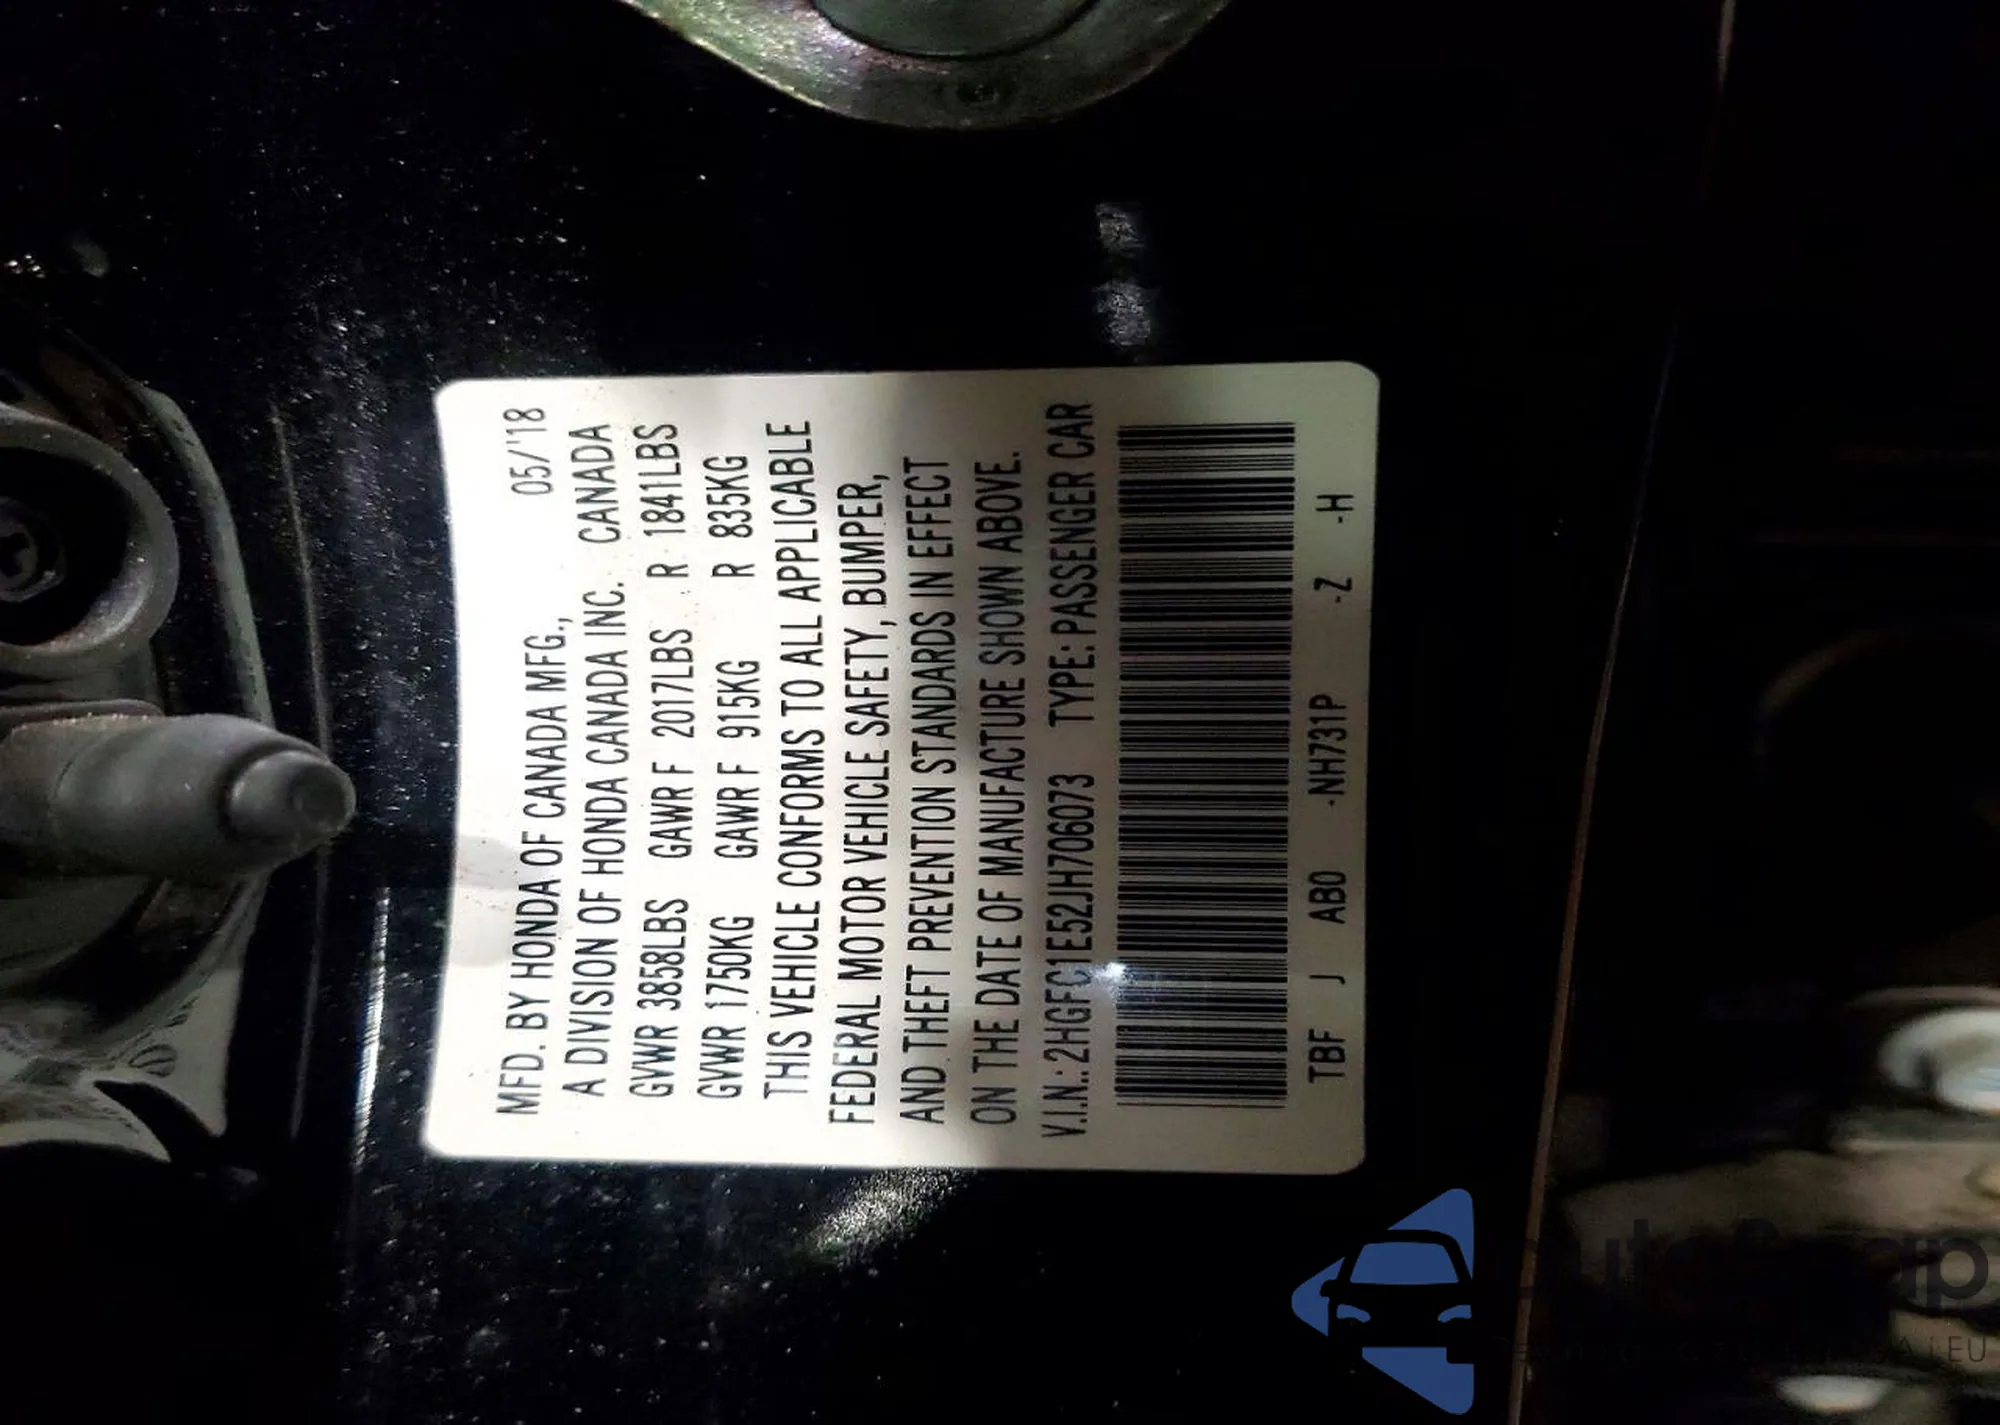 05/'18
MFD. BY HONDA OF CANADA MFG.,
A DIVISION OF HONDA CANADA INC. CANADA
GVWR 3858LBS GAWR F 2017LBS R 1841LBS
GVWR 1750KG GAWR F 915KG R 835KG
THIS VEHICLE CONFORMS TO ALL APPLICABLE
FEDERAL MOTOR VEHICLE SAFETY, BUMPER,
AND THEFT PREVENTION STANDARDS IN EFFECT
ON THE DATE OF MANUFACTURE SHOWN ABOVE.
V.I.N.: 2HGFC1E52JH706073 TYPE: PASSENGER CAR
TBF J AB0 -NH731P -Z -H
EU